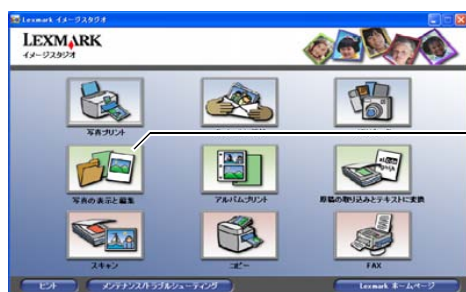 Lexmark イメージスタジオ
LEXMARK
イメージスタジオ
写真プリント
写真の表示と編集
アルバムプリント
原稿の取り込みとテキストに変換
スキャン
コピー
FAX
ヒント
メンテナンス/トラブルシューティング
Lexmark ホームページ